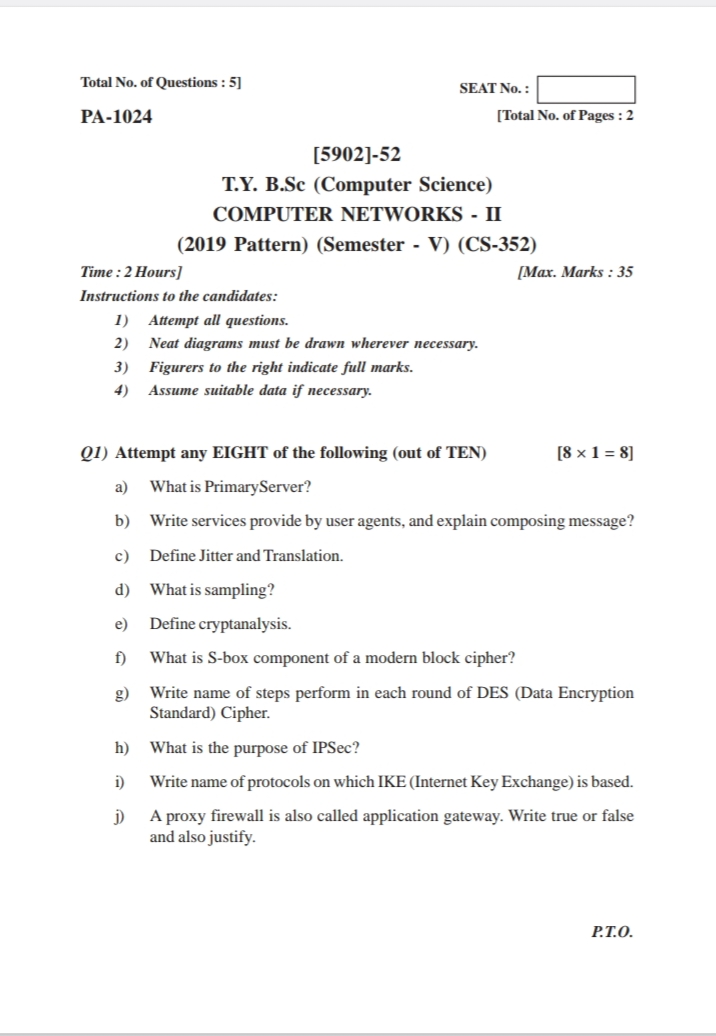 Total No. of Questions : 5]
SEAT No. :
PA-1024
[Total No. of Pages : 2
[5902]-52
T.Y. B.Sc (Computer Science)
COMPUTER NETWORKS - II
(2019 Pattern) (Semester - V) (CS-352)
Time : 2 Hours]
[Max. Marks : 35
Instructions to the candidates:
1) Attempt all questions.
2) Neat diagrams must be drawn wherever necessary.
3) Figurers to the right indicate full marks.
4) Assume suitable data if necessary.
Q1) Attempt any EIGHT of the following (out of TEN) [8 × 1 = 8]
a) What is PrimaryServer?
b) Write services provide by user agents, and explain composing message?
c) Define Jitter and Translation.
d) What is sampling?
e) Define cryptanalysis.
f) What is S-box component of a modern block cipher?
g) Write name of steps perform in each round of DES (Data Encryption
Standard) Cipher.
h) What is the purpose of IPSec?
i) Write name of protocols on which IKE (Internet Key Exchange) is based.
j) A proxy firewall is also called application gateway. Write true or false
and also justify.
P.T.O.